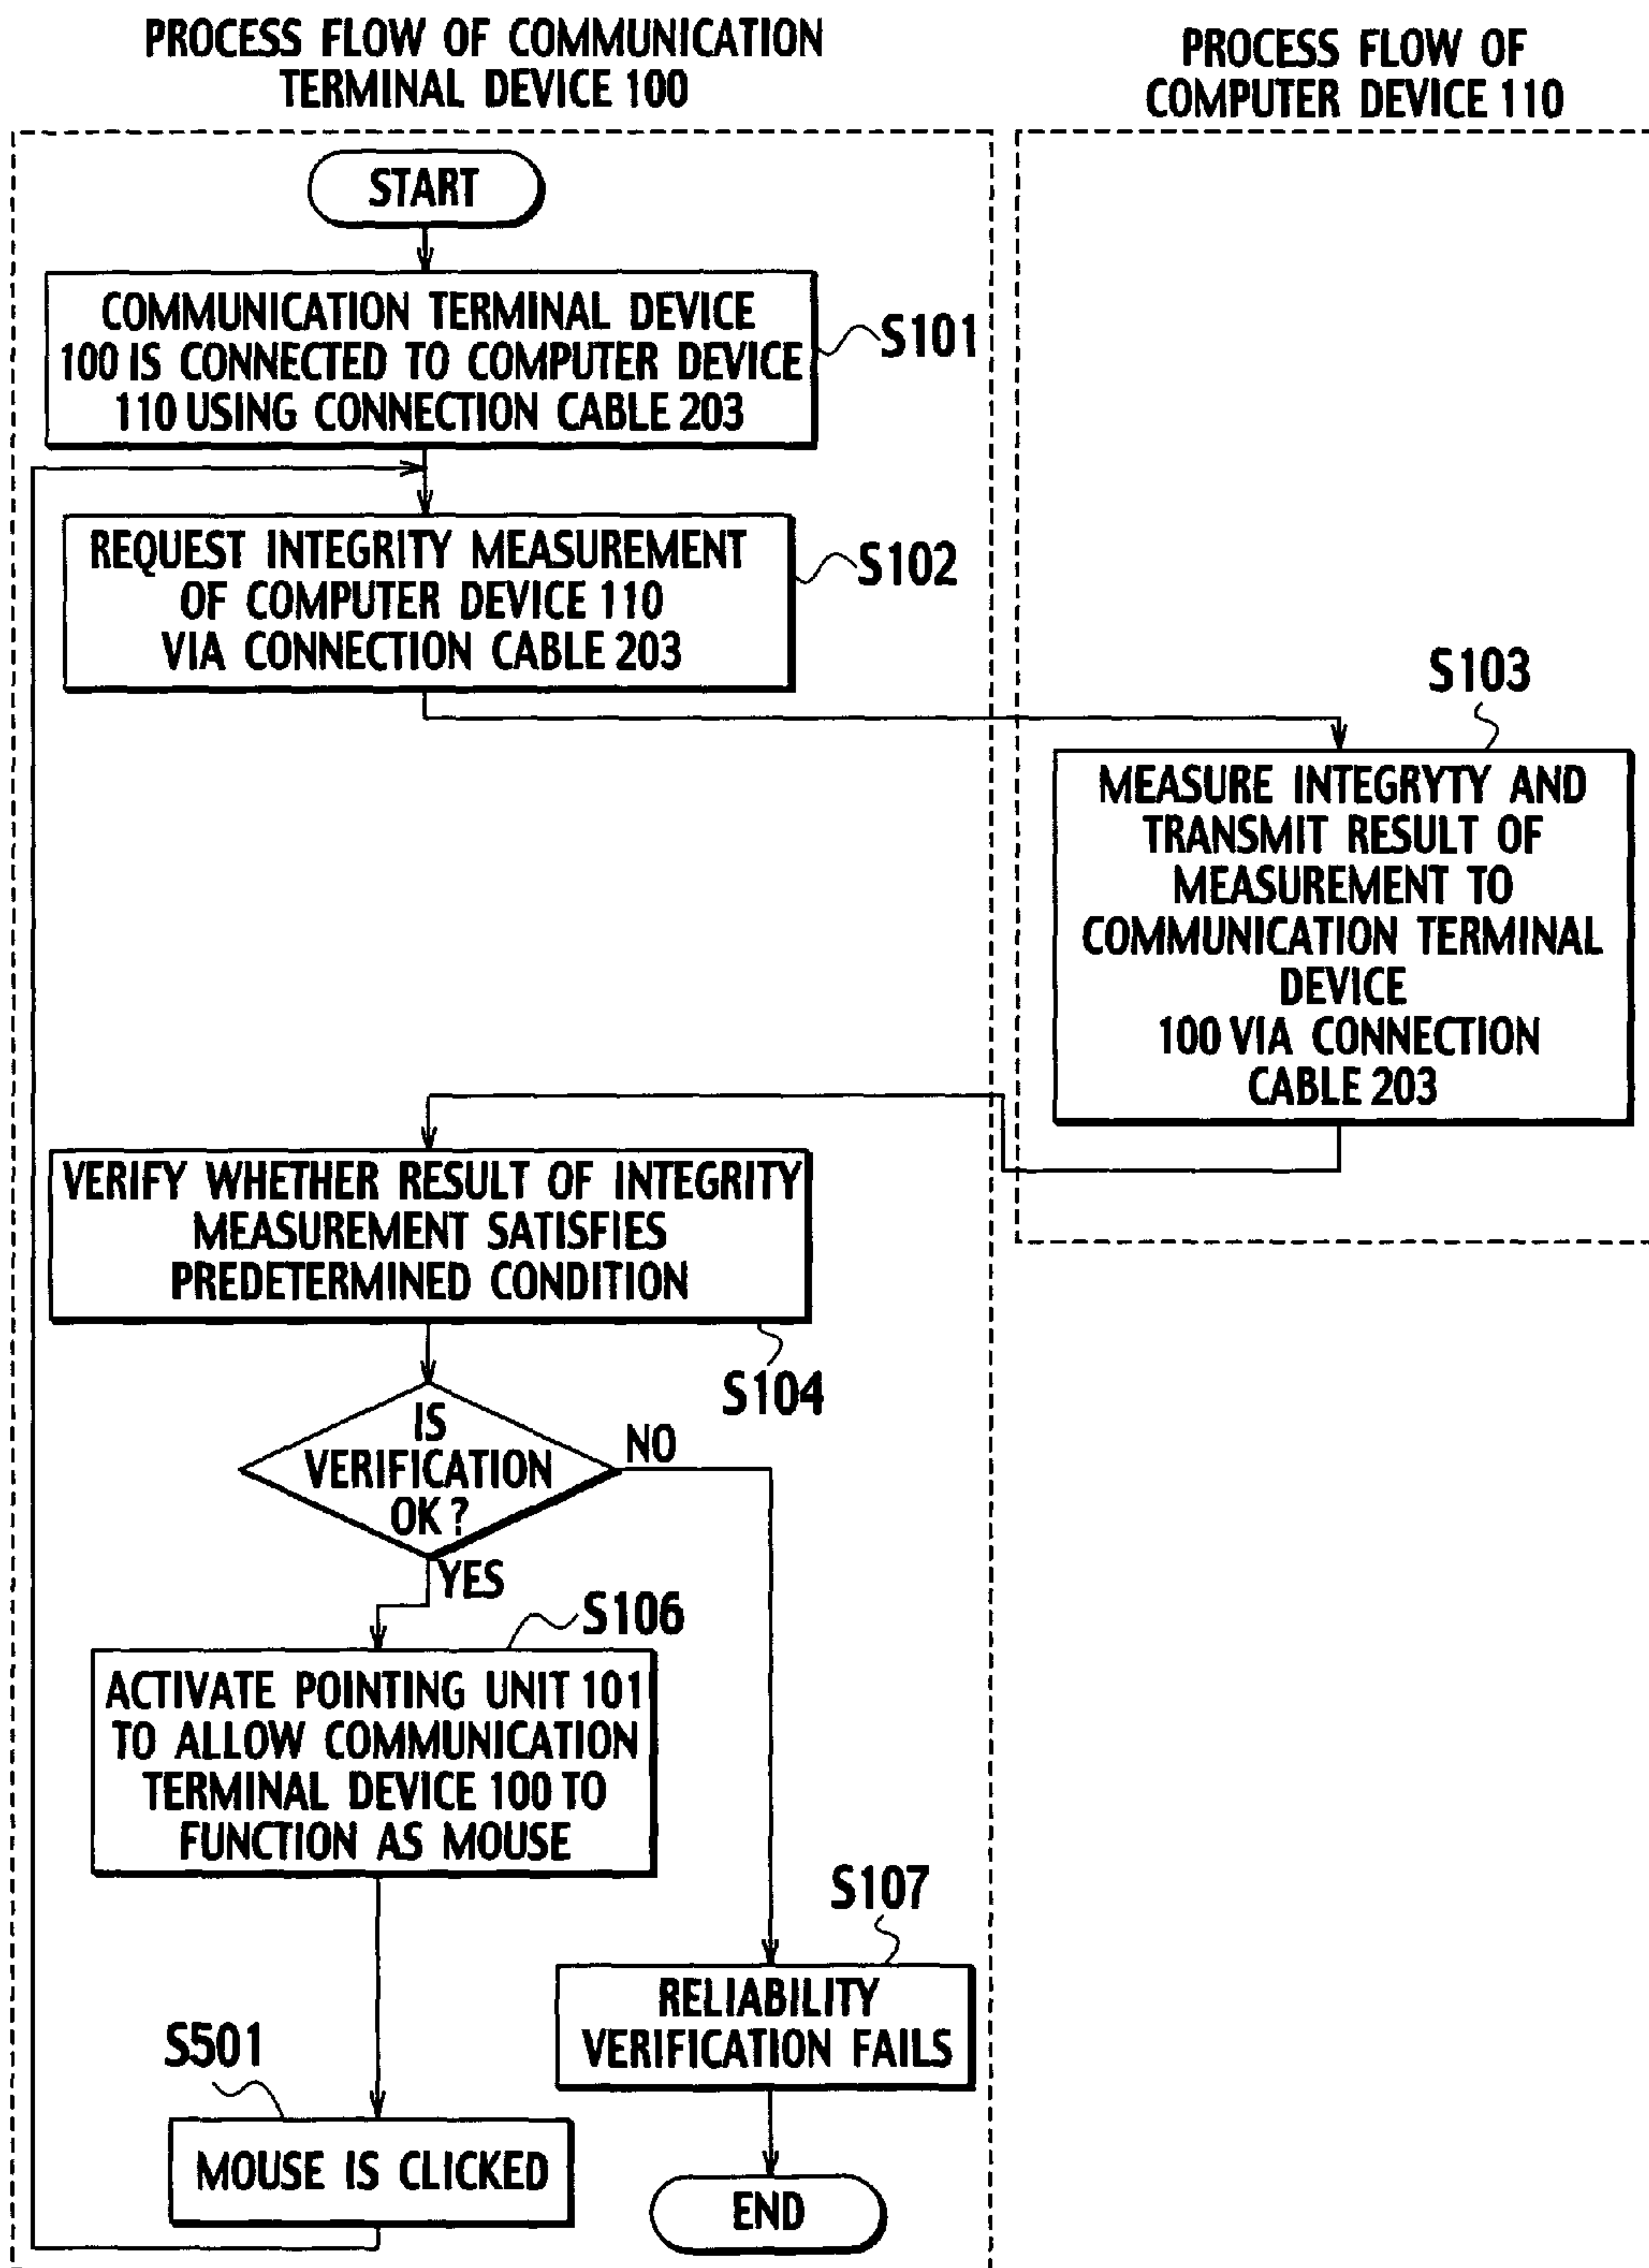 PROCESS FLOW OF COMMUNICATION
TERMINAL DEVICE 100
PROCESS FLOW OF
COMPUTER DEVICE 110
START
COMMUNICATION TERMINAL DEVICE
100 IS CONNECTED TO COMPUTER DEVICE
110 USING CONNECTION CABLE 203
S101
REQUEST INTEGRITY MEASUREMENT
OF COMPUTER DEVICE 110
VIA CONNECTION CABLE 203
S102
S103
MEASURE INTEGRYTY AND
TRANSMIT RESULT OF
MEASUREMENT TO
COMMUNICATION TERMINAL
DEVICE
100 VIA CONNECTION
CABLE 203
VERIFY WHETHER RESULT OF INTEGRITY
MEASUREMENT SATISFIES
PREDETERMINED CONDITION
S104
IS
VERIFICATION
OK?
NO
YES
S106
ACTIVATE POINTING UNIT 101
TO ALLOW COMMUNICATION
TERMINAL DEVICE 100 TO
FUNCTION AS MOUSE
S107
RELIABILITY
VERIFICATION FAILS
S501
MOUSE IS CLICKED
END